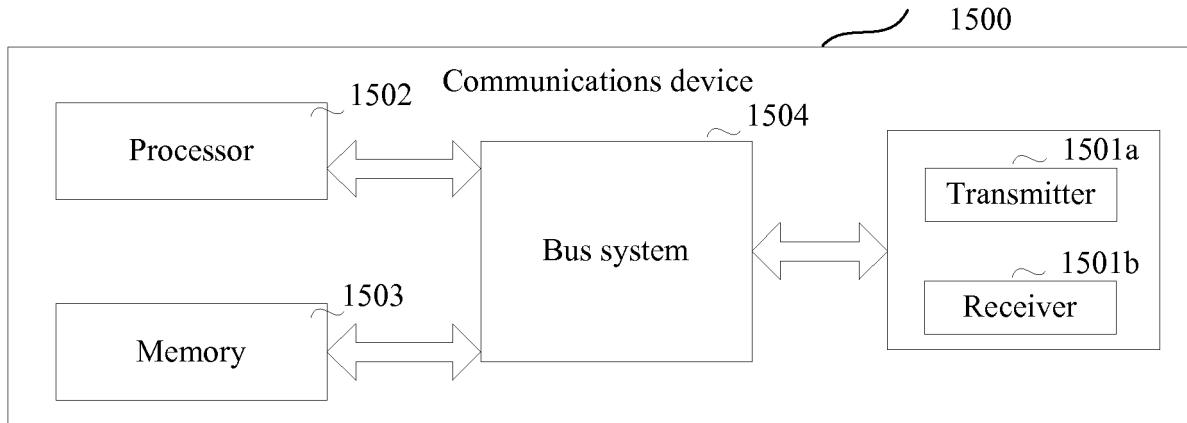 1500
Communications device
1502
Processor
1504
Bus system
1503
Memory
1501a
Transmitter
1501b
Receiver